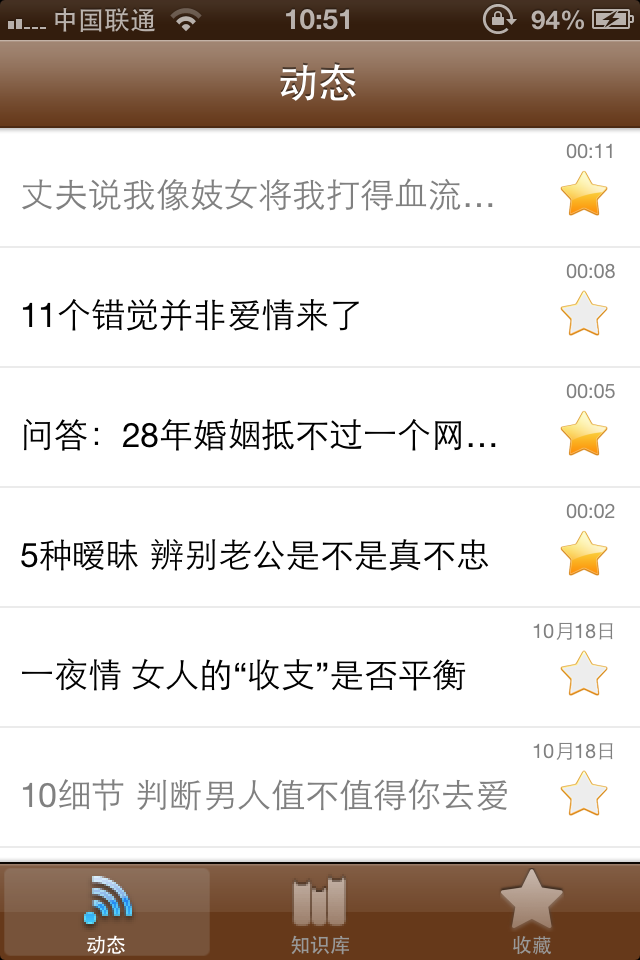 中国联通 10:51 94%
动态
00:11
丈夫说我像妓女将我打得血流...
00:08
11个错觉并非爱情来了
00:05
问答：28年婚姻抵不过一个网...
00:02
5种暧昧 辨别老公是不是真不忠
10月18日
一夜情 女人的“收支”是否平衡
10月18日
10细节 判断男人值不值得你去爱
动态 知识库 收藏